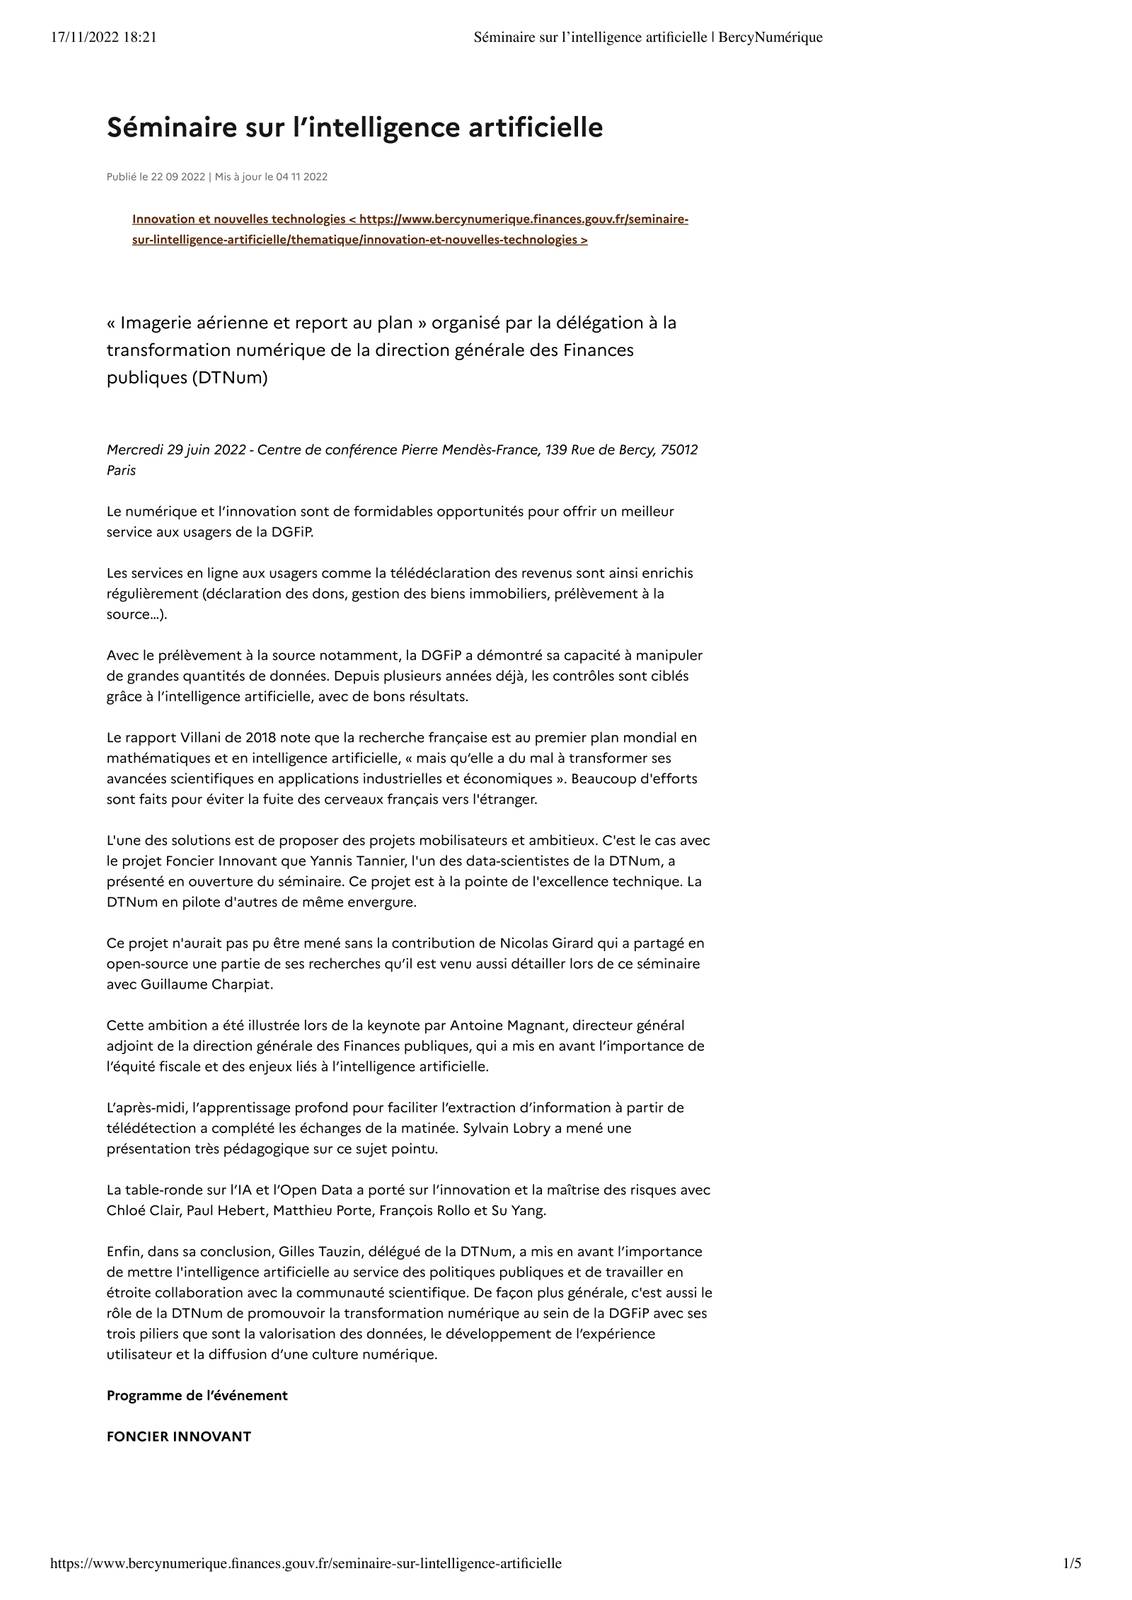 17/11/2022 18:21
Séminaire sur l’intelligence artificielle | BercyNumérique
Séminaire sur l’intelligence artificielle
Publié le 22 09 2022 | Mis à jour le 04 11 2022
Innovation et nouvelles technologies < https://www.bercynumerique.finances.gouv.fr/seminaire-
sur-lintelligence-artificielle/thematique/innovation-et-nouvelles-technologies >
« Imagerie aérienne et report au plan » organisé par la délégation à la
transformation numérique de la direction générale des Finances
publiques (DTNum)
Mercredi 29 juin 2022 - Centre de conférence Pierre Mendès-France, 139 Rue de Bercy, 75012
Paris
Le numérique et l’innovation sont de formidables opportunités pour offrir un meilleur
service aux usagers de la DGFiP.
Les services en ligne aux usagers comme la télédéclaration des revenus sont ainsi enrichis
régulièrement (déclaration des dons, gestion des biens immobiliers, prélèvement à la
source…).
Avec le prélèvement à la source notamment, la DGFiP a démontré sa capacité à manipuler
de grandes quantités de données. Depuis plusieurs années déjà, les contrôles sont ciblés
grâce à l’intelligence artificielle, avec de bons résultats.
Le rapport Villani de 2018 note que la recherche française est au premier plan mondial en
mathématiques et en intelligence artificielle, « mais qu’elle a du mal à transformer ses
avancées scientifiques en applications industrielles et économiques ». Beaucoup d'efforts
sont faits pour éviter la fuite des cerveaux français vers l'étranger.
L'une des solutions est de proposer des projets mobilisateurs et ambitieux. C'est le cas avec
le projet Foncier Innovant que Yannis Tannier, l'un des data-scientistes de la DTNum, a
présenté en ouverture du séminaire. Ce projet est à la pointe de l'excellence technique. La
DTNum en pilote d'autres de même envergure.
Ce projet n'aurait pas pu être mené sans la contribution de Nicolas Girard qui a partagé en
open-source une partie de ses recherches qu’il est venu aussi détailler lors de ce séminaire
avec Guillaume Charpiat.
Cette ambition a été illustrée lors de la keynote par Antoine Magnant, directeur général
adjoint de la direction générale des Finances publiques, qui a mis en avant l’importance de
l’équité fiscale et des enjeux liés à l’intelligence artificielle.
L’après-midi, l’apprentissage profond pour faciliter l’extraction d’information à partir de
télédétection a complété les échanges de la matinée. Sylvain Lobry a mené une
présentation très pédagogique sur ce sujet pointu.
La table-ronde sur l’IA et l’Open Data a porté sur l’innovation et la maîtrise des risques avec
Chloé Clair, Paul Hebert, Matthieu Porte, François Rollo et Su Yang.
Enfin, dans sa conclusion, Gilles Tauzin, délégué de la DTNum, a mis en avant l’importance
de mettre l'intelligence artificielle au service des politiques publiques et de travailler en
étroite collaboration avec la communauté scientifique. De façon plus générale, c'est aussi le
rôle de la DTNum de promouvoir la transformation numérique au sein de la DGFiP avec ses
trois piliers que sont la valorisation des données, le développement de l’expérience
utilisateur et la diffusion d’une culture numérique.
Programme de l’événement
FONCIER INNOVANT
https://www.bercynumerique.finances.gouv.fr/seminaire-sur-lintelligence-artificielle
1/5